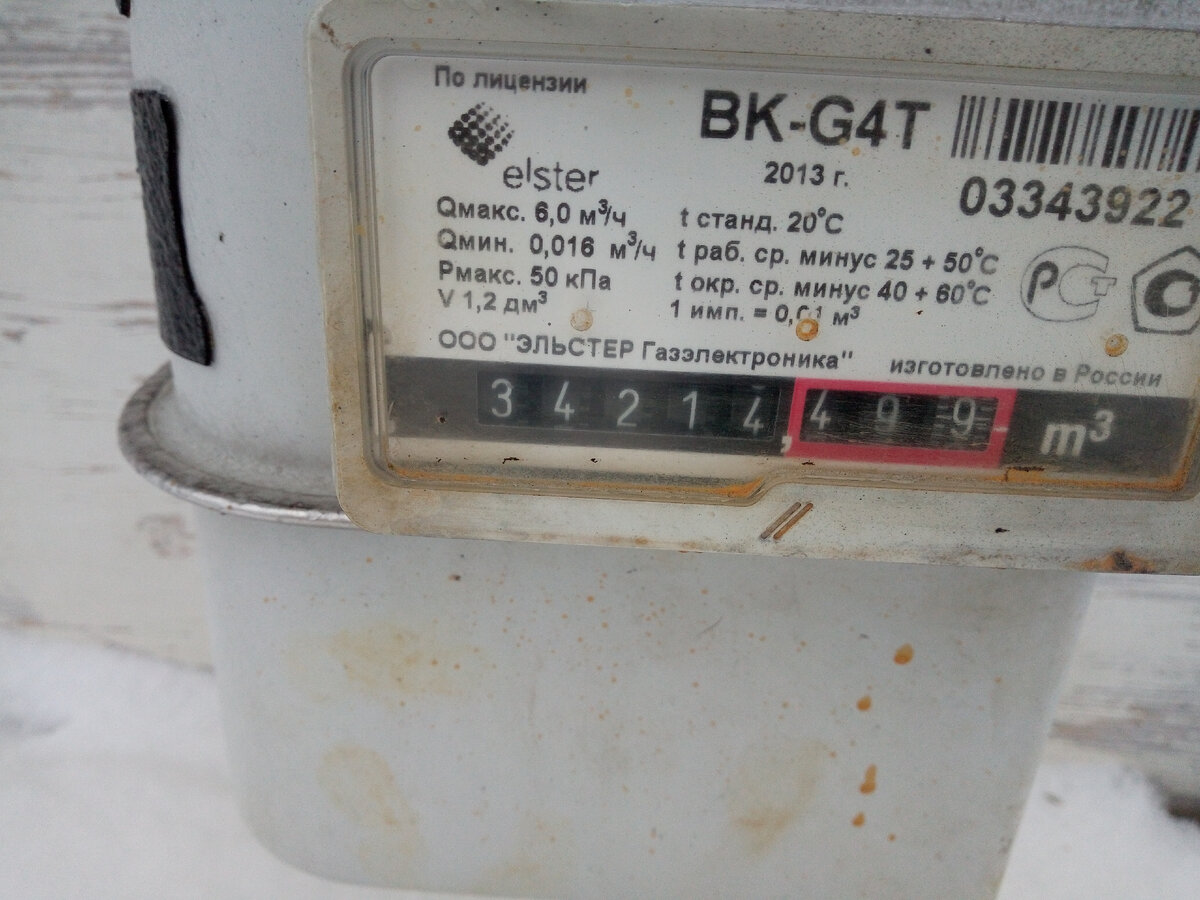 По лицензии
elster
BK-G4T
2013 г.
03343922
Qмакс. 6,0 м³/ч
Qмин. 0,016 м³/ч
Pмакс. 50 кПа
V 1,2 дм³
t станд. 20°C
t раб. ср. минус 25 + 50°C
t окр. ср. минус 40 + 60°C
1 имп. = 0,01 м³
РСТ
ООО "ЭЛЬСТЕР Газэлектроника"
изготовлено в России
34214,499 m³